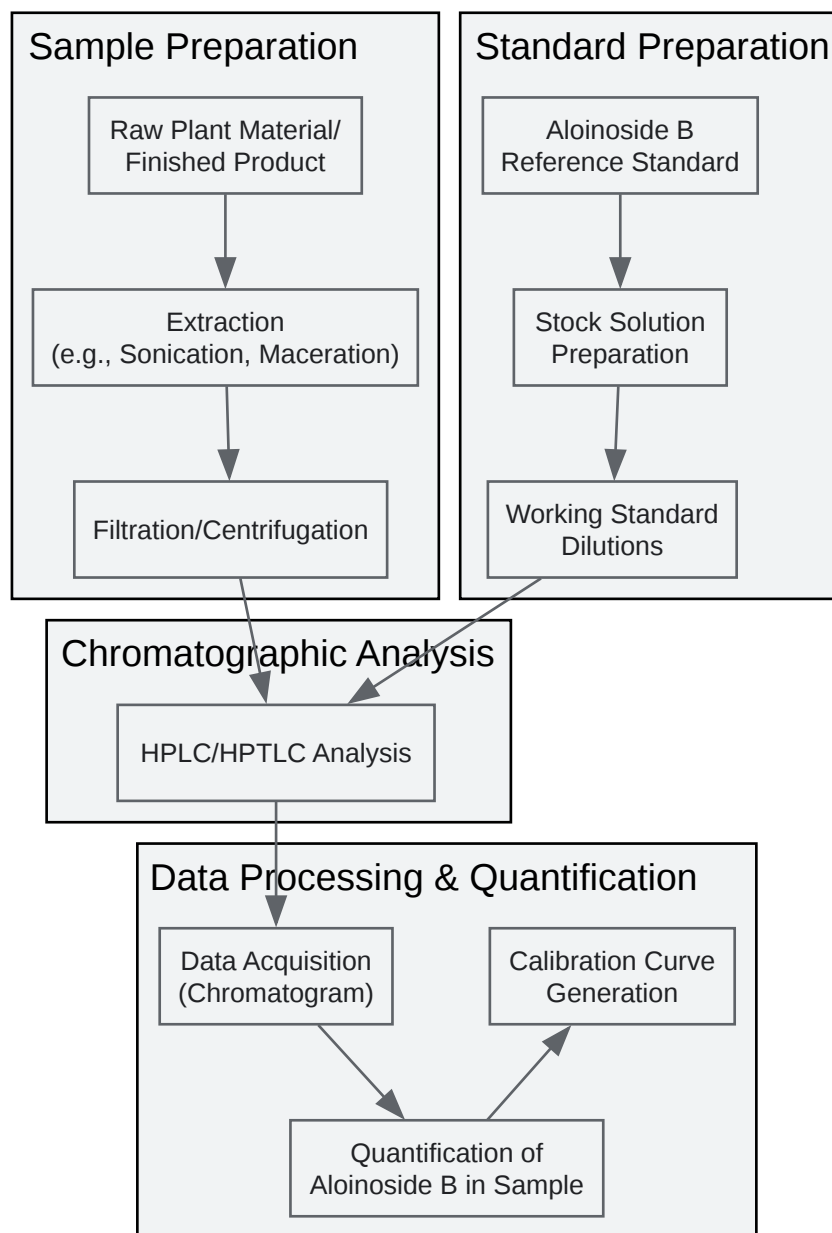 Sample Preparation
Raw Plant Material/
Finished Product
Extraction
(e.g., Sonication, Maceration)
Filtration/Centrifugation
Standard Preparation
Aloinoside B
Reference Standard
Stock Solution
Preparation
Working Standard
Dilutions
Chromatographic Analysis
HPLC/HPTLC Analysis
Data Processing & Quantification
Data Acquisition
(Chromatogram)
Calibration Curve
Generation
Quantification of
Aloinoside B in Sample